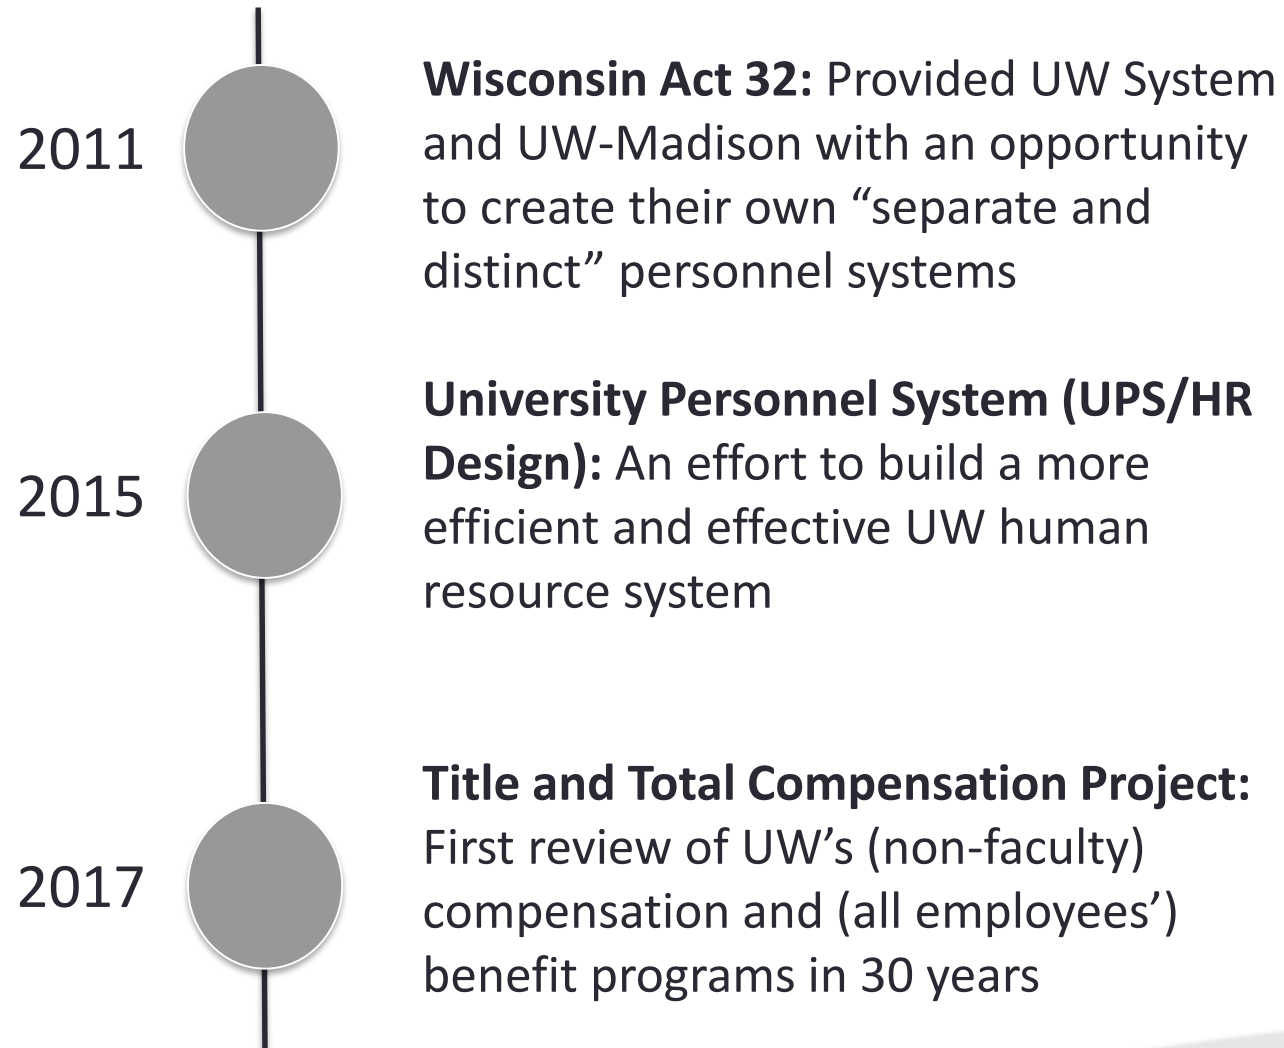 2011
Wisconsin Act 32: Provided UW System
and UW-Madison with an opportunity
to create their own “separate and
distinct” personnel systems
2015
University Personnel System (UPS/HR
Design): An effort to build a more
efficient and effective UW human
resource system
2017
Title and Total Compensation Project:
First review of UW’s (non-faculty)
compensation and (all employees’)
benefit programs in 30 years